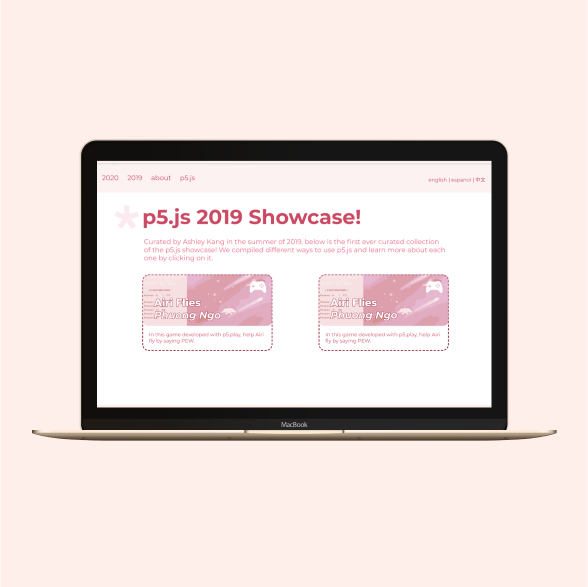 2020 2019 about p5.js
english | espanol | 中文
p5.js 2019 Showcase!
Curated by Ashley Kang in the summer of 2019, below is the first ever curated collection
of the p5.js showcase! We compiled different ways to use p5.js and learn more about each
one by clicking on it.
Airi Flies
Phuong Ngo
In this game developed with p5.play, help Airi
fly by saying PEW.
Airi Flies
Phuong Ngo
In this game developed with p5.play, help Airi
fly by saying PEW.
MacBook